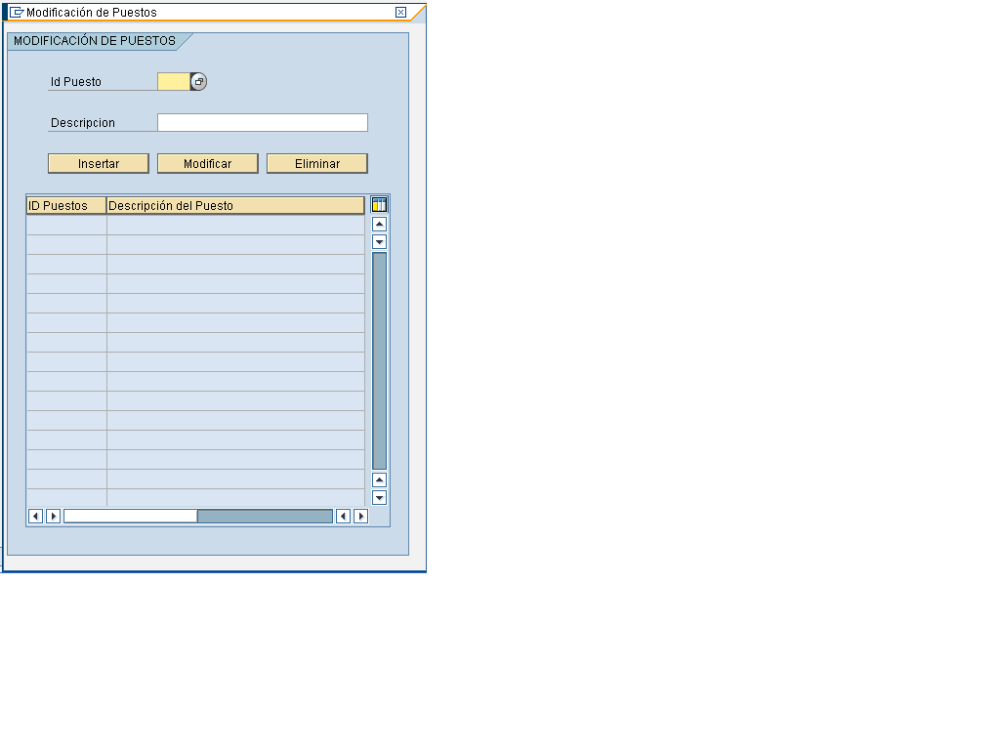 Modificación de Puestos
MODIFICACIÓN DE PUESTOS
Id Puesto
Descripcion
Insertar Modificar Eliminar
ID Puestos Descripción del Puesto